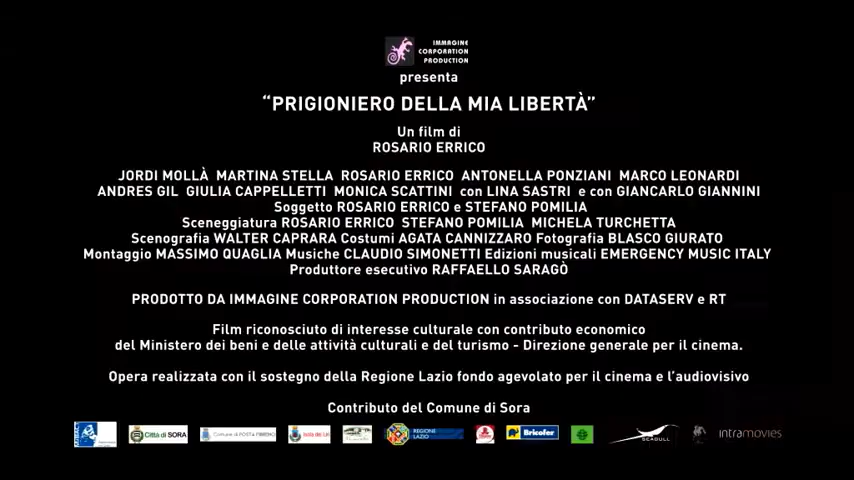 IMMAGINE
CORPORATION
PRODUCTION
presenta
“PRIGIONIERO DELLA MIA LIBERTÀ”
Un film di
ROSARIO ERRICO
JORDI MOLLÀ MARTINA STELLA ROSARIO ERRICO ANTONELLA PONZIANI MARCO LEONARDI
ANDRES GIL GIULIA CAPPELLETTI MONICA SCATTINI con LINA SASTRI e con GIANCARLO GIANNINI
Soggetto ROSARIO ERRICO e STEFANO POMILIA
Sceneggiatura ROSARIO ERRICO STEFANO POMILIA MICHELA TURCHETTA
Scenografia WALTER CAPRARA Costumi AGATA CANNIZZARO Fotografia BLASCO GIURATO
Montaggio MASSIMO QUAGLIA Musiche CLAUDIO SIMONETTI Edizioni musicali EMERGENCY MUSIC ITALY
Produttore esecutivo RAFFAELLO SARAGÒ
PRODOTTO DA IMMAGINE CORPORATION PRODUCTION in associazione con DATASERV e RT
Film riconosciuto di interesse culturale con contributo economico
del Ministero dei beni e delle attività culturali e del turismo - Direzione generale per il cinema.
Opera realizzata con il sostegno della Regione Lazio fondo agevolato per il cinema e l’audiovisivo
Contributo del Comune di Sora
Città di SORA Comune di POSTA FIBRENO REGIONE LAZIO Bricofer SEAGULL intramovies